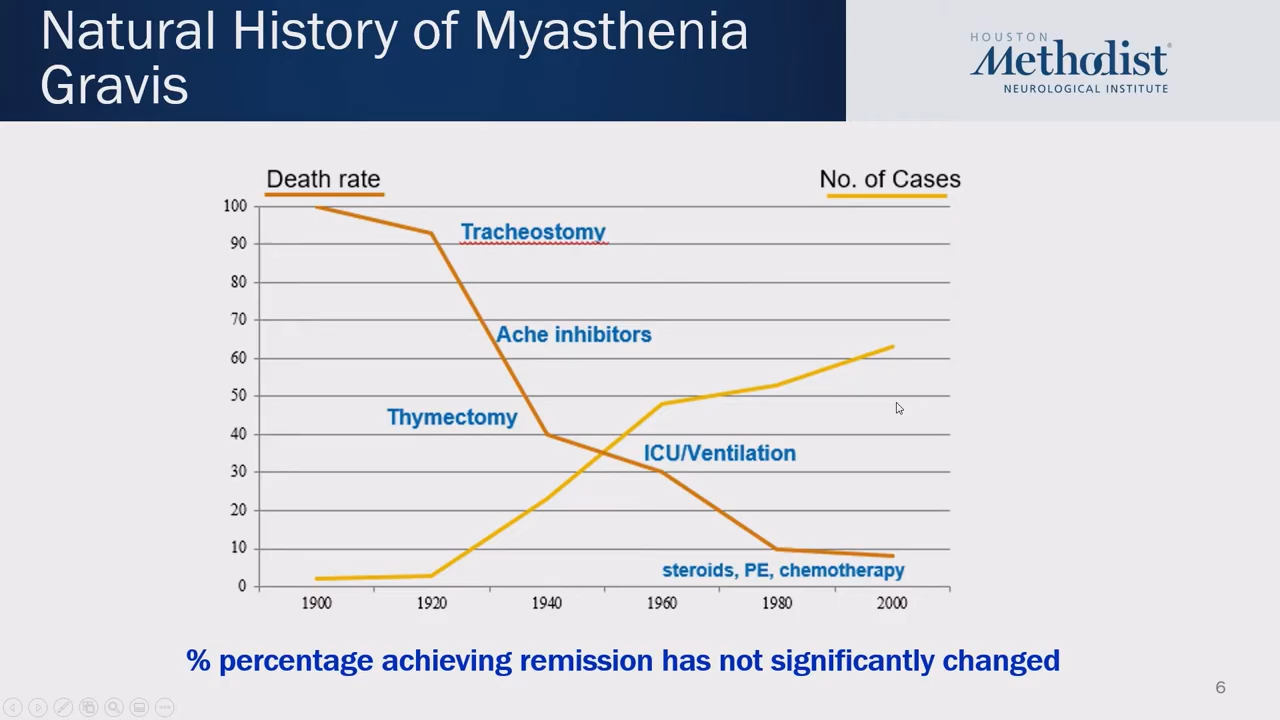 Natural History of Myasthenia
Gravis
HOUSTON
Methodist
NEUROLOGICAL INSTITUTE
Death rate
No. of Cases
100
90
80
70
60
50
40
30
20
10
0
Tracheostomy
Ache inhibitors
Thymectomy
ICU/Ventilation
steroids, PE, chemotherapy
1900 1920 1940 1960 1980 2000
% percentage achieving remission has not significantly changed
6